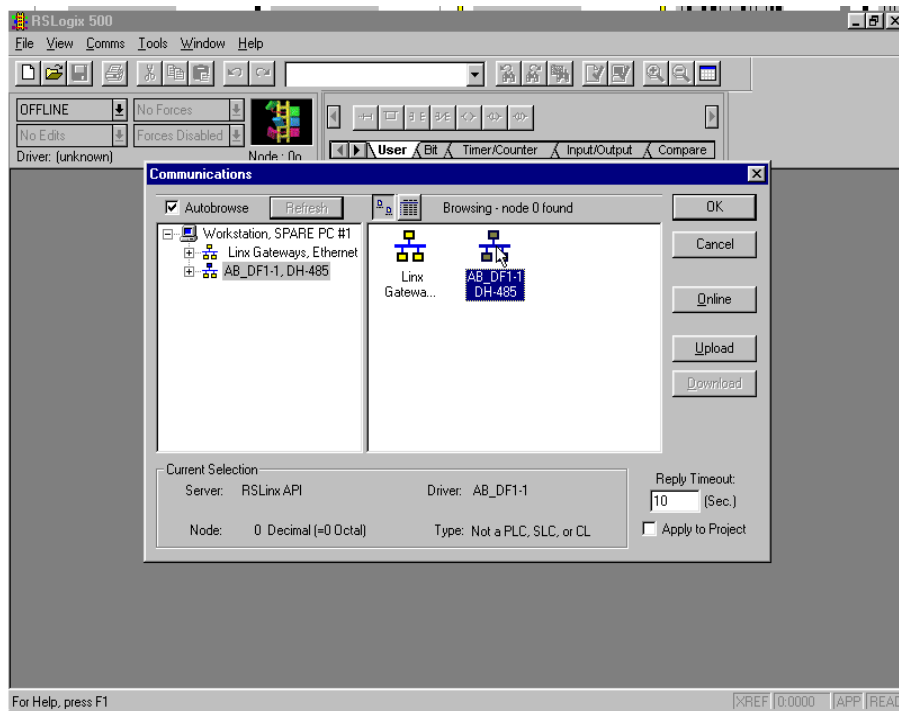 RSLogix 500
File View Comms Tools Window Help
OFFLINE No Forces
No Edits Forces Disabled
Driver: (unknown) Node : 0o
User Bit Timer/Counter Input/Output Compare
Communications
Autobrowse Refresh Browsing - node 0 found OK
Workstation, SPARE PC #1
Linx Gateways, Ethernet
AB_DF1-1, DH-485
Linx
Gatewa...
AB_DF1-1
DH-485
Cancel
Online
Upload
Download
Current Selection
Server: RSLinx API Driver: AB_DF1-1
Node: 0 Decimal (=0 Octal) Type: Not a PLC, SLC, or CL
Reply Timeout:
10 (Sec.)
Apply to Project
For Help, press F1 XREF 0:0000 APP READ